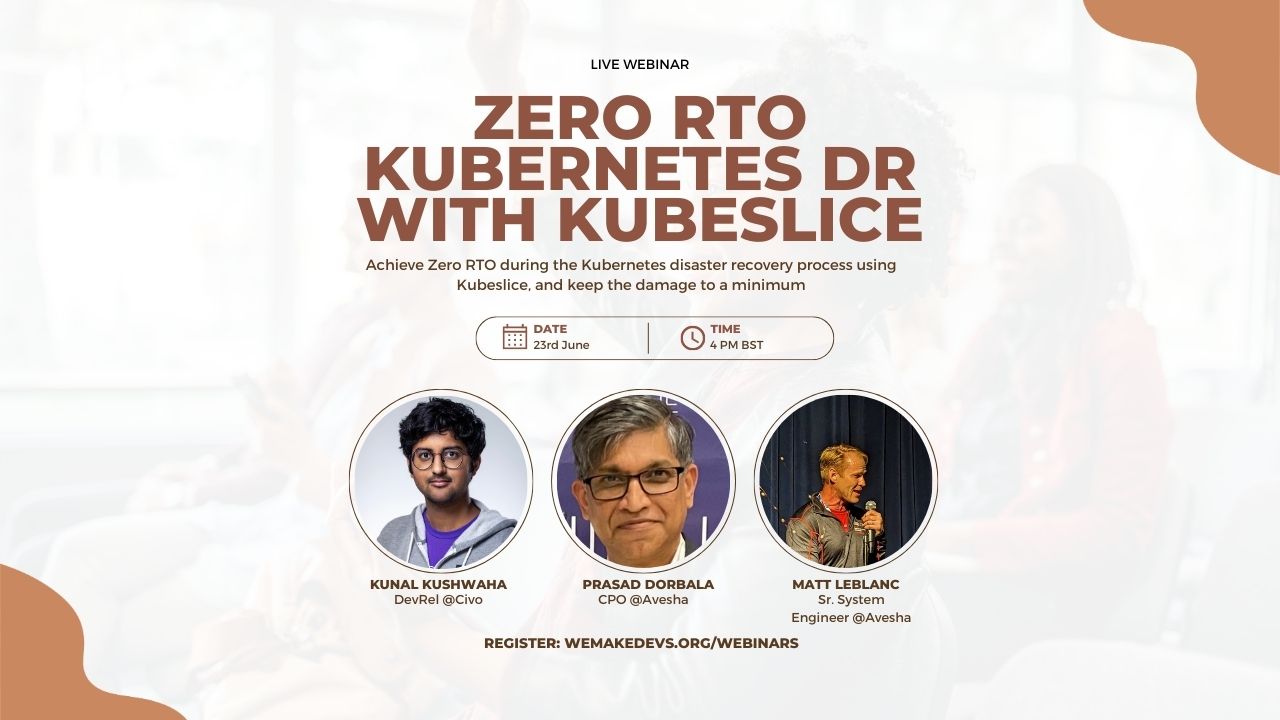 LIVE WEBINAR
ZERO RTO
KUBERNETES DR
WITH KUBESLICE
Achieve Zero RTO during the Kubernetes disaster recovery process using
Kubeslice, and keep the damage to a minimum
DATE
23rd June
TIME
4 PM BST
KUNAL KUSHWAHA
DevRel @Civo
PRASAD DORBALA
CPO @Avesha
MATT LEBLANC
Sr. System
Engineer @Avesha
REGISTER: WEMAKEDEVS.ORG/WEBINARS